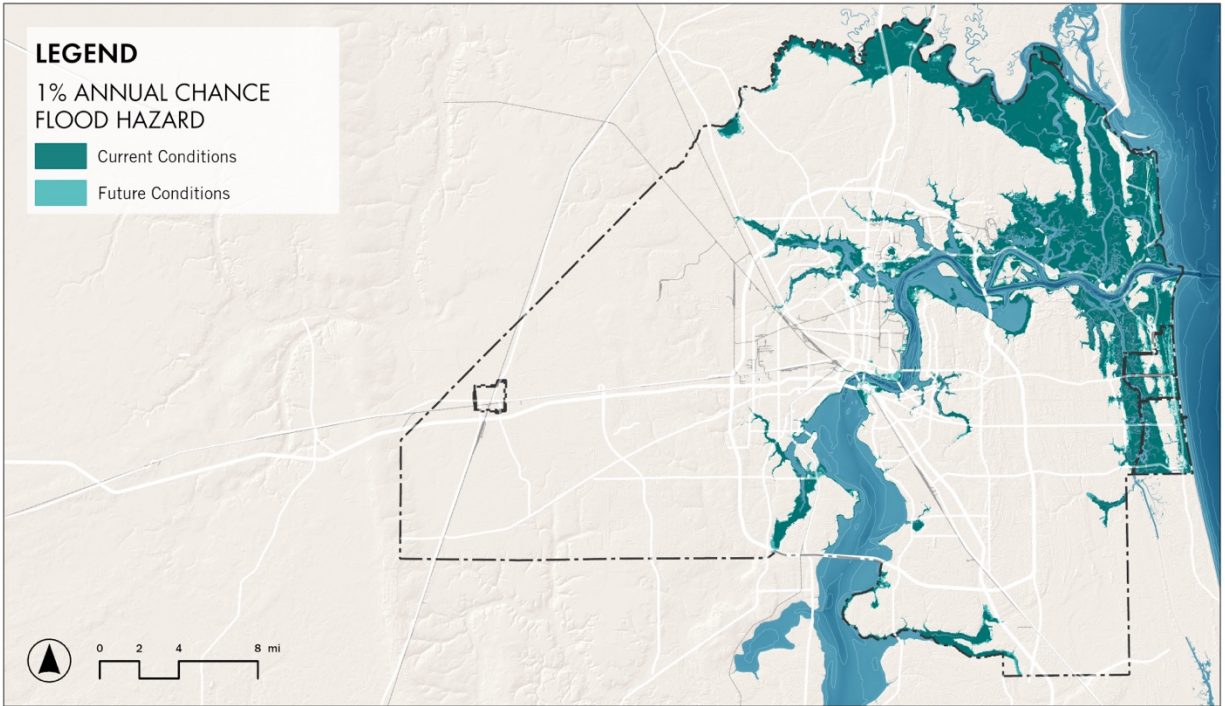 LEGEND
1% ANNUAL CHANCE
FLOOD HAZARD
Current Conditions
Future Conditions
0 2 4 8 mi